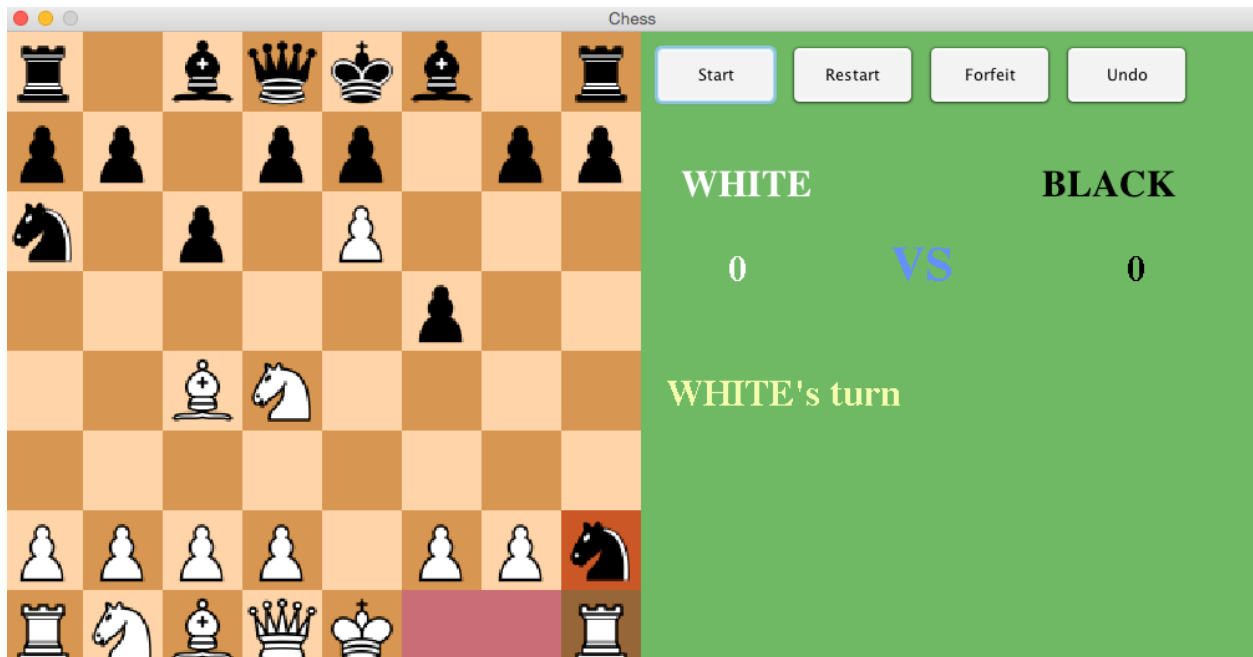 Chess
Start Restart Forfeit Undo
WHITE BLACK
0 VS 0
WHITE's turn